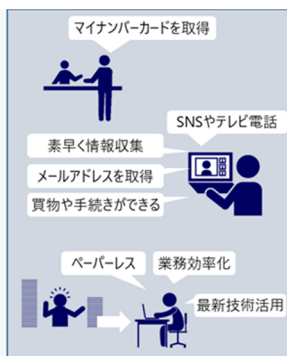 マイナンバーカードを取得
SNSやテレビ電話
素早く情報収集
メールアドレスを取得
買物や手続きができる
ペーパーレス
業務効率化
最新技術活用